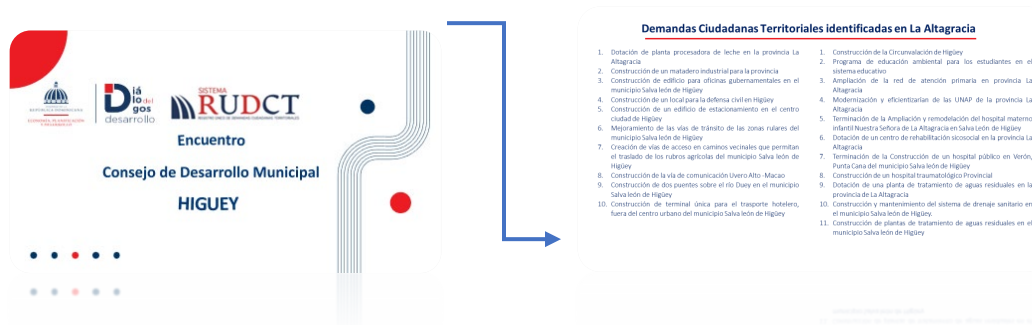 REPÚBLICA DOMINICANA
ECONOMÍA, PLANIFICACIÓN
Y DESARROLLO
Diá
lo del
gos
desarrollo
SISTEMA
RUDCT
REGISTRO ÚNICO DE DEMANDAS CIUDADANAS TERRITORIALES
Encuentro
Consejo de Desarrollo Municipal
HIGUEY
Demandas Ciudadanas Territoriales identificadas en La Altagracia
1. Dotación de planta procesadora de leche en la provincia La
Altagracia
2. Construcción de un matadero industrial para la provincia
3. Construcción de edificio para oficinas gubernamentales en el
municipio Salva león de Higüey
4. Construcción de un local para la defensa civil en Higüey
5. Construcción de un edificio de estacionamiento en el centro
ciudad de Higüey
6. Mejoramiento de las vías de tránsito de las zonas rulares del
municipio Salva león de Higüey
7. Creación de vías de acceso en caminos vecinales que permitan
el traslado de los rubros agrícolas del municipio Salva león de
Higüey
8. Construcción de la vía de comunicación Uvero Alto -Macao
9. Construcción de dos puentes sobre el río Duey en el municipio
Salva león de Higüey
10. Construcción de terminal única para el trasporte hotelero,
fuera del centro urbano del municipio Salva león de Higüey
1. Construcción de la Circunvalación de Higüey
2. Programa de educación ambiental para los estudiantes en el
sistema educativo
3. Ampliación de la red de atención primaria en provincia La
Altagracia
4. Modernización y eficientizarían de las UNAP de la provincia La
Altagracia
5. Terminación de la Ampliación y remodelación del hospital materno
infantil Nuestra Señora de La Altagracia en Salva León de Higüey
6. Dotación de un centro de rehabilitación sicosocial en la provincia La
Altagracia
7. Terminación de la Construcción de un hospital público en Verón,
Punta Cana del municipio Salva león de Higüey
8. Construcción de un hospital traumatológico Provincial
9. Dotación de una planta de tratamiento de aguas residuales en la
provincia de La Altagracia
10. Construcción y mantenimiento del sistema de drenaje sanitario en
el municipio Salva león de Higüey.
11. Construcción de plantas de tratamiento de aguas residuales en el
municipio Salva león de Higüey